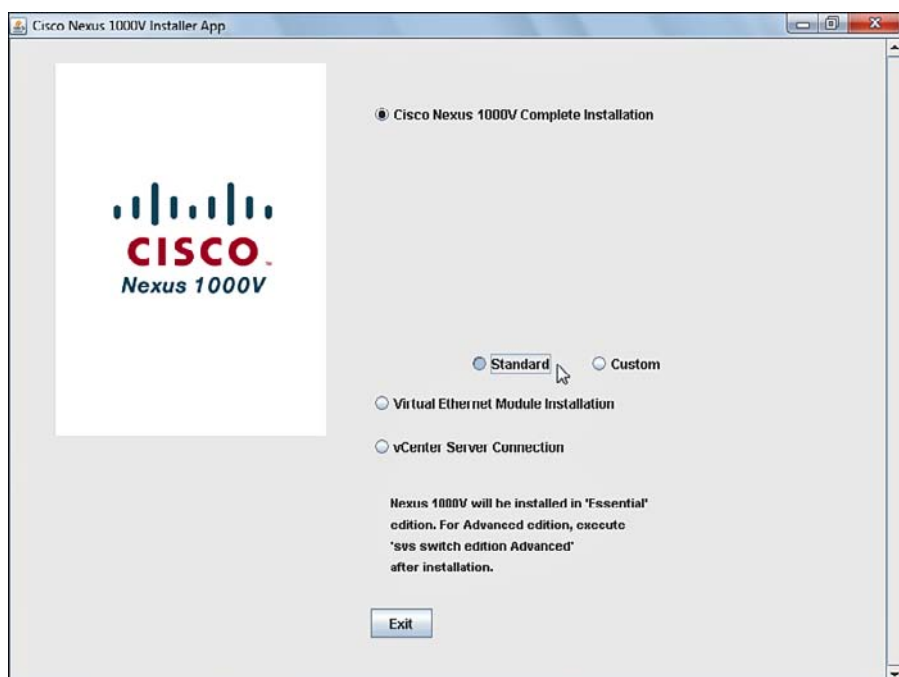 Cisco Nexus 1000V Installer App
CISCO™
Nexus 1000V
Cisco Nexus 1000V Complete Installation
Standard
Custom
Virtual Ethernet Module Installation
vCenter Server Connection
Nexus 1000V will be installed in 'Essential'
edition. For Advanced edition, execute
'svs switch edition Advanced'
after installation.
Exit